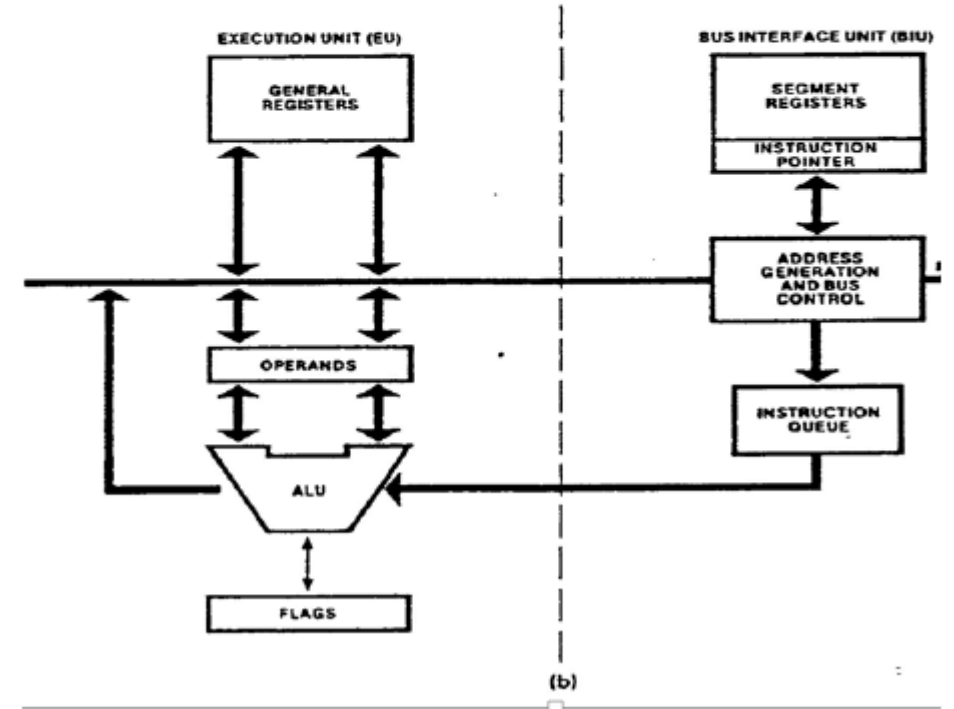 EXECUTION UNIT (EU)
GENERAL
REGISTERS
OPERANDS
ALU
FLAGS
BUS INTERFACE UNIT (BIU)
SEGMENT
REGISTERS
INSTRUCTION
POINTER
ADDRESS
GENERATION
AND BUS
CONTROL
INSTRUCTION
QUEUE
(b)